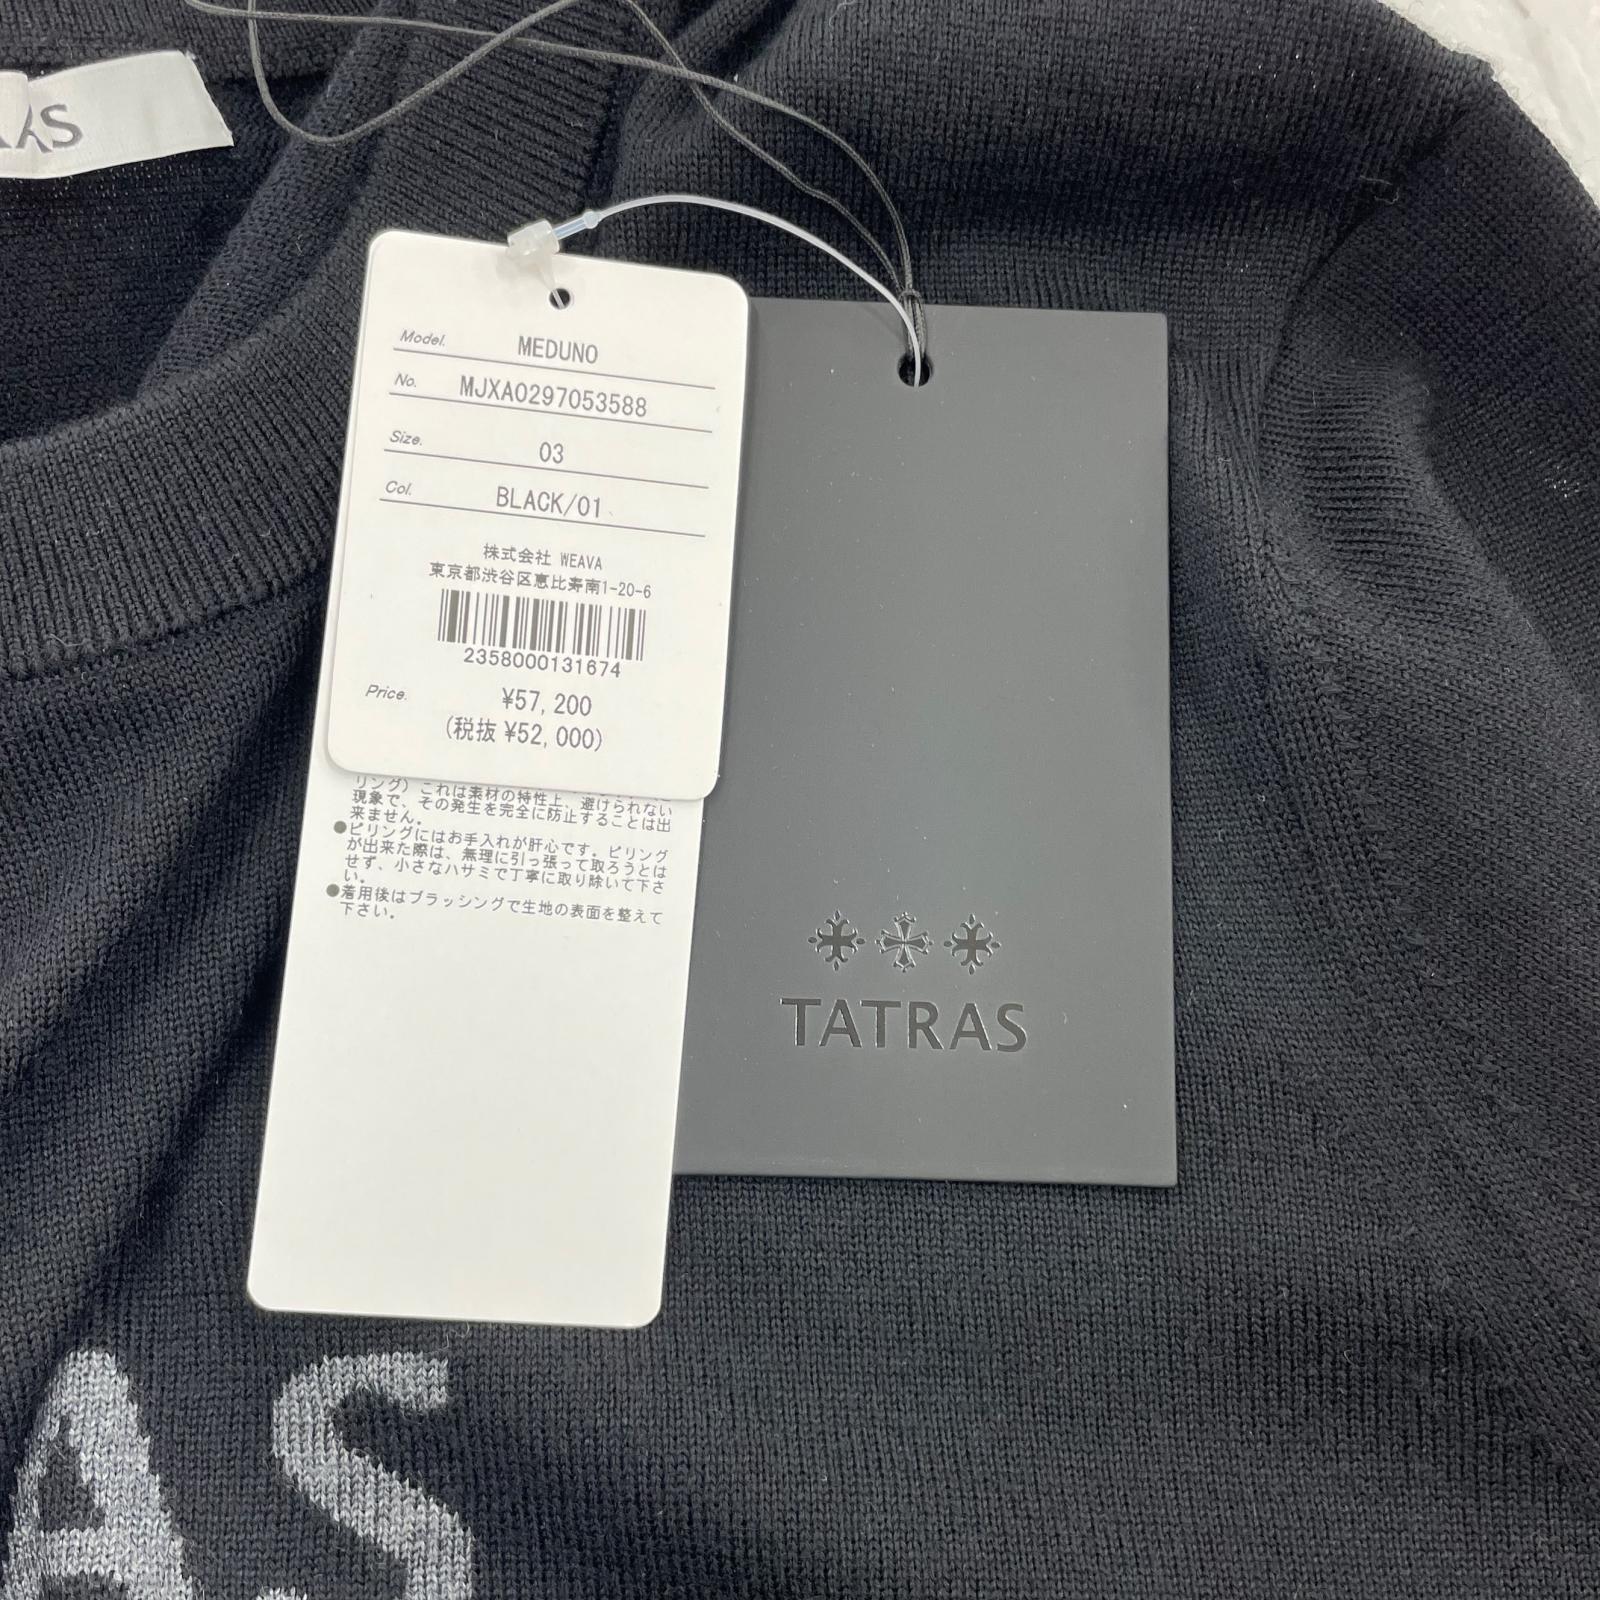 Model. MEDUNO
No. MJXA0297053588
Size. 03
Col. BLACK/01
株式会社 WEAVA
東京都渋谷区恵比寿南1-20-6
2358000131674
Price. ¥57,200
(税抜 ¥52,000)
リング）これは素材の特性上、避けられない
現象で、その発生を完全に防止することは出
来ません。
●ピリングにはお手入れが肝心です。ピリング
が出来た際は、無理に引っ張って取ろうとは
せず、小さなハサミで丁寧に取り除いて下さ
い。
●着用後はブラッシングで生地の表面を整えて
下さい。
TATRAS
AS